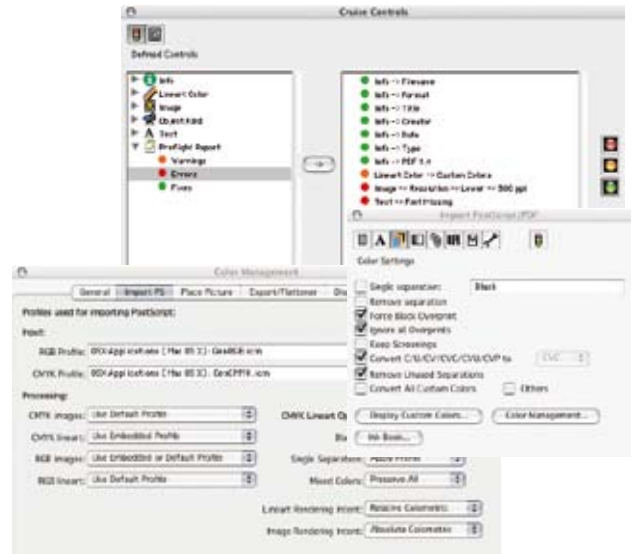 Cruise Controls
Defined Controls
Info
Lineart Color
Image
Object Kind
Text
Preflight Report
Warnings
Errors
Fixes
Info -> Filename
Info -> Format
Info -> Title
Info -> Creator
Info -> Date
Info -> Type
Info -> PDF
Lineart Color -> Custom Colors
Image -> Resolution -> Lower -> 300 ppi
Text -> Font Missing
Import PostScript/PDF
Color Settings
Single separation: Black
Remove separation
Force Black Overprint
Ignore all Overprints
Keep Screenings
Convert C/U/CV/CVC/CVU/CVP to CVC
Remove Unused Separations
Convert All Custom Colors Others
Display Custom Colors... Color Management...
Ink Book...
Color Management
General Import PS Place Picture Export/Flattener
Profiles used for importing PostScript:
Input:
RGB Profile:
CMYK Profile:
Processing:
CMYK images: Use Default Profile
CMYK lineart: Use Embedded Profile
RGB images: Use Embedded or Default Profile
RGB lineart: Use Default Profile
CMYK Lineart
Single Separation:
Mixed Colors: Preserve All
Lineart Rendering Intent: Relative Colorimetric
Image Rendering Intent: Absolute Colorimetric